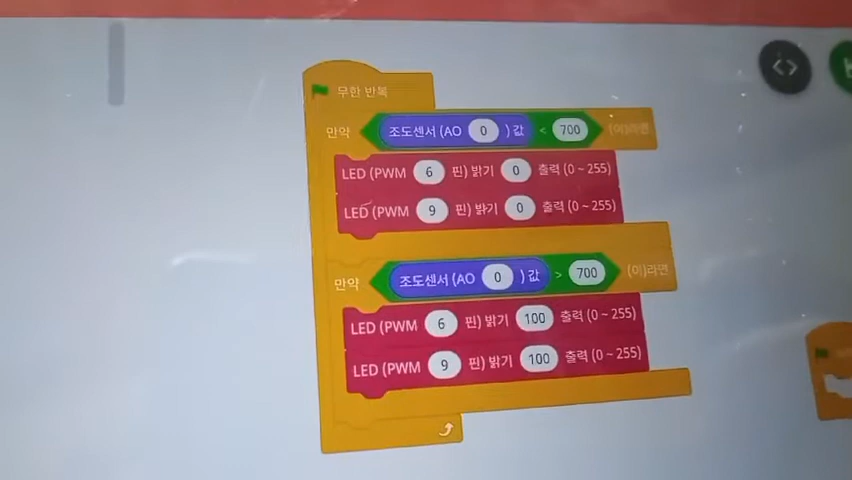 무한 반복
만약 조도센서 (AO 0 ) 값 < 700 (이)라면
LED (PWM 6 핀) 밝기 0 출력 (0 ~ 255)
LED (PWM 9 핀) 밝기 0 출력 (0 ~ 255)
만약 조도센서 (AO 0 ) 값 > 700 (이)라면
LED (PWM 6 핀) 밝기 100 출력 (0 ~ 255)
LED (PWM 9 핀) 밝기 100 출력 (0 ~ 255)